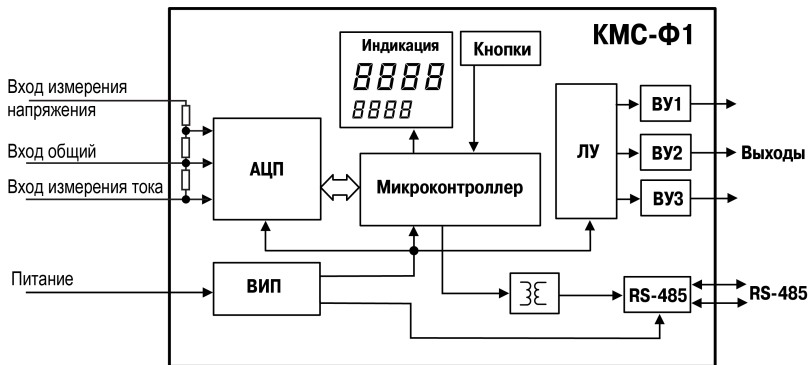 КМС-Ф1
Индикация
8888
8888
Кнопки
Вход измерения
напряжения
Вход общий
Вход измерения тока
АЦП
Микроконтроллер
ЛУ
ВУ1
ВУ2
ВУ3
Выходы
Питание
ВИП
RS-485
RS-485